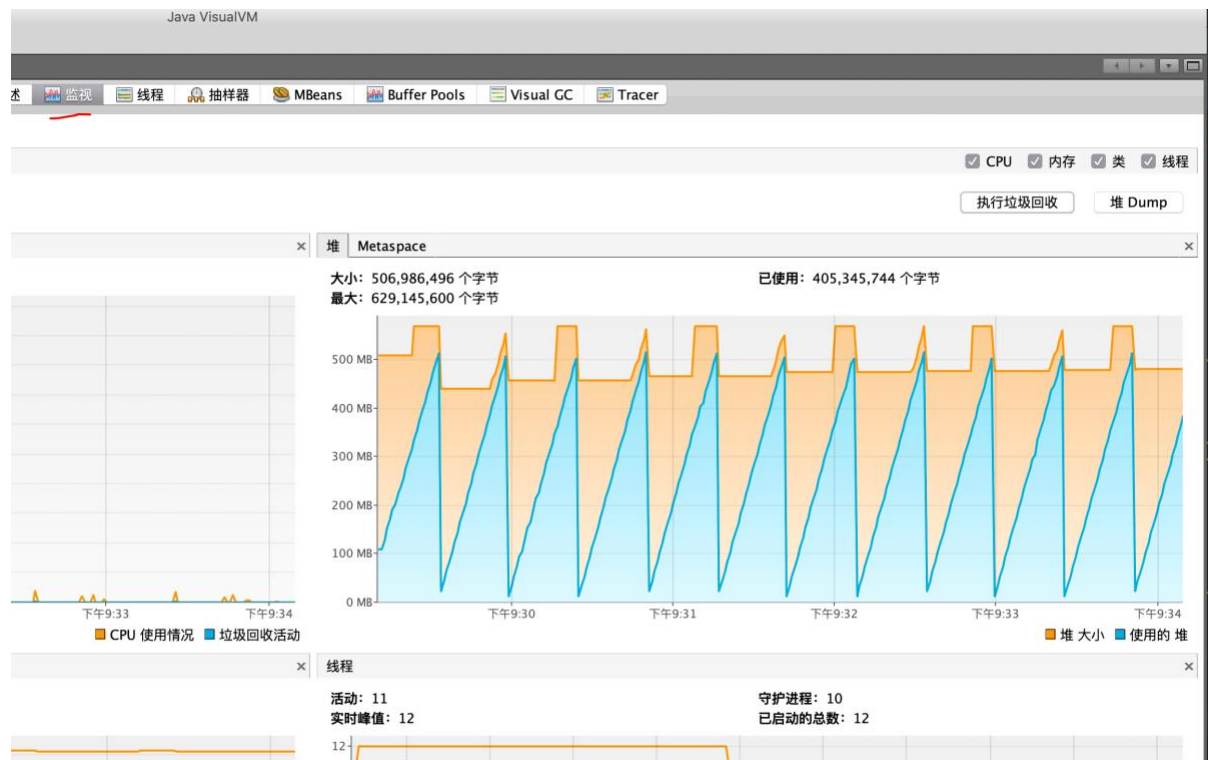 Java VisualVM
述 监视 线程 抽样器 MBeans Buffer Pools Visual GC Tracer
CPU 内存 类 线程
执行垃圾回收 堆 Dump
× 堆 Metaspace ×
大小: 506,986,496 个字节 已使用: 405,345,744 个字节
最大: 629,145,600 个字节
500 MB
400 MB
300 MB
200 MB
100 MB
0 MB
下午9:33 下午9:34 下午9:30 下午9:31 下午9:32 下午9:33 下午9:34
CPU 使用情况 垃圾回收活动 堆 大小 使用的 堆
× 线程 ×
活动: 11 守护进程: 10
实时峰值: 12 已启动的总数: 12
12